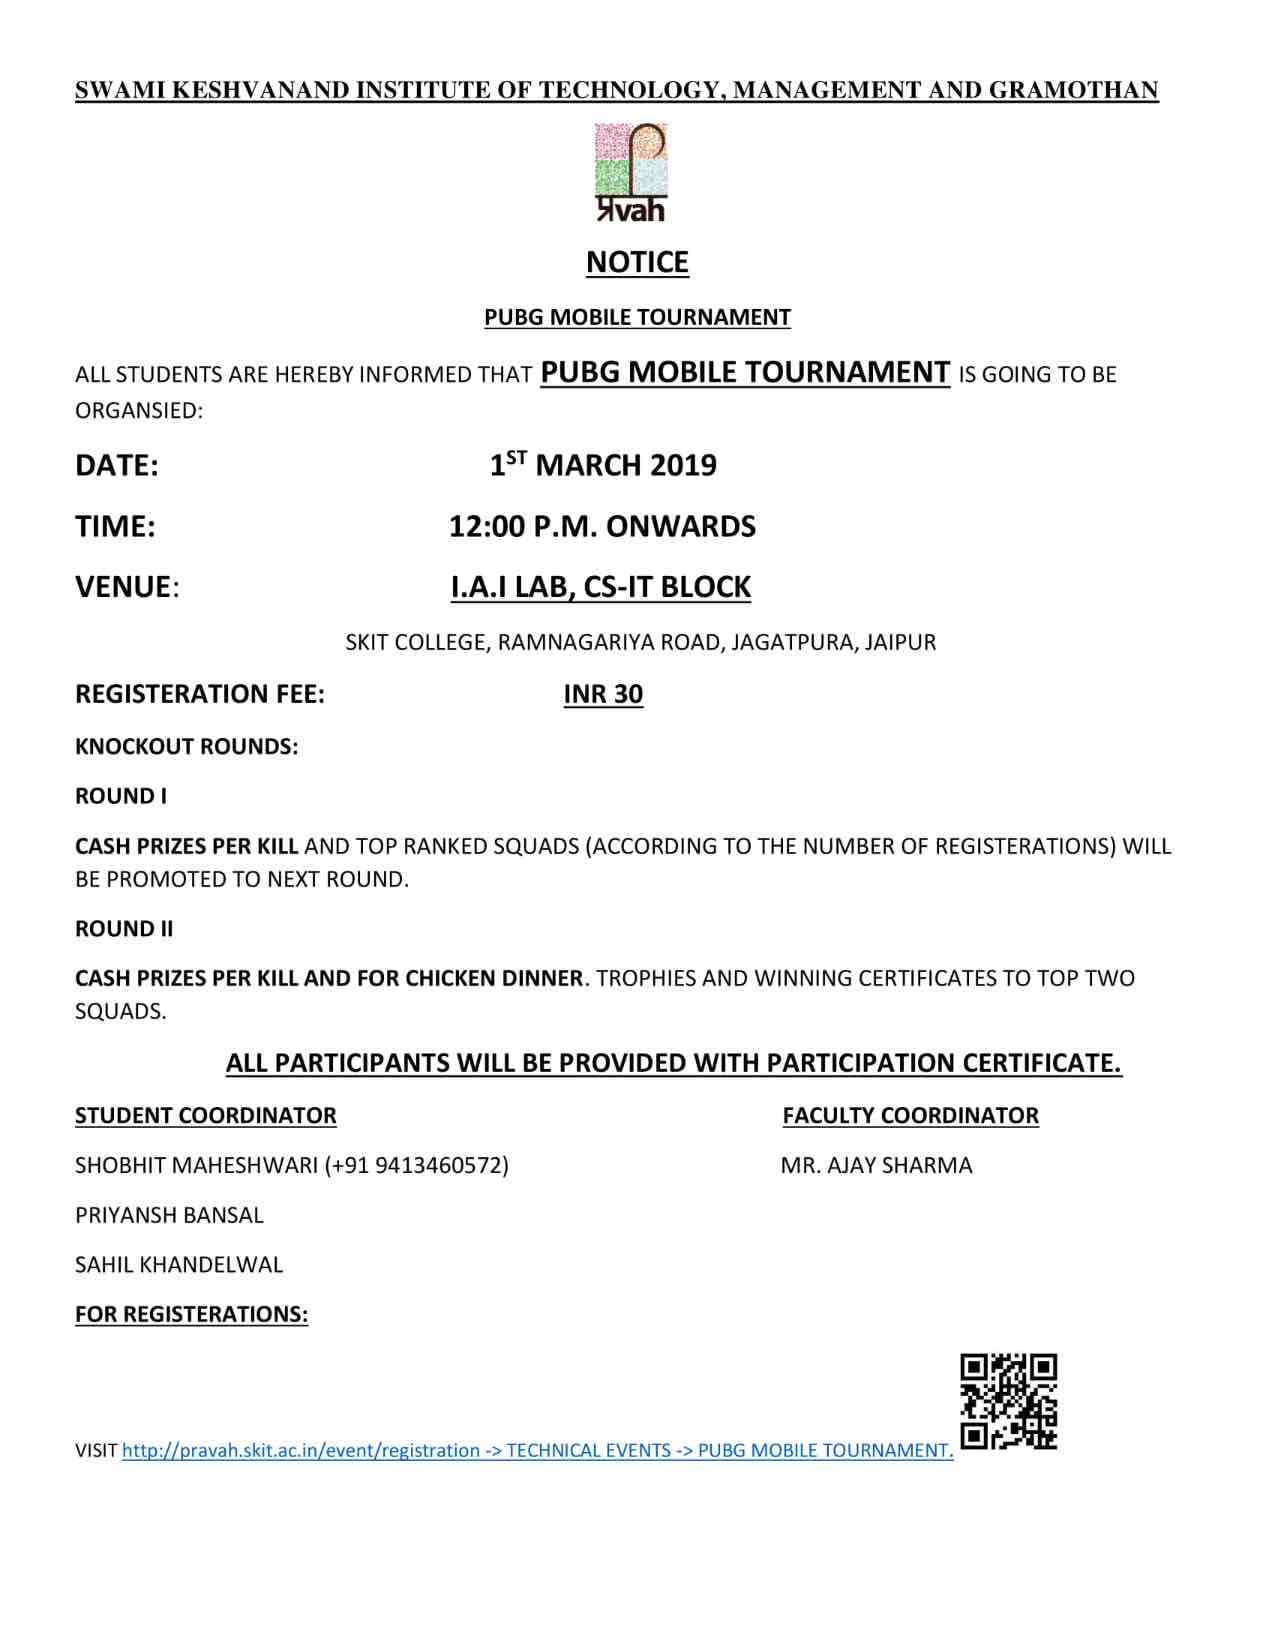 SWAMI KESHVANAND INSTITUTE OF TECHNOLOGY, MANAGEMENT AND GRAMOTHAN
प्रvah
NOTICE
PUBG MOBILE TOURNAMENT
ALL STUDENTS ARE HEREBY INFORMED THAT PUBG MOBILE TOURNAMENT IS GOING TO BE
ORGANSIED:
DATE: 1ST MARCH 2019
TIME: 12:00 P.M. ONWARDS
VENUE: I.A.I LAB, CS-IT BLOCK
SKIT COLLEGE, RAMNAGARIYA ROAD, JAGATPURA, JAIPUR
REGISTERATION FEE: INR 30
KNOCKOUT ROUNDS:
ROUND I
CASH PRIZES PER KILL AND TOP RANKED SQUADS (ACCORDING TO THE NUMBER OF REGISTERATIONS) WILL
BE PROMOTED TO NEXT ROUND.
ROUND II
CASH PRIZES PER KILL AND FOR CHICKEN DINNER. TROPHIES AND WINNING CERTIFICATES TO TOP TWO
SQUADS.
ALL PARTICIPANTS WILL BE PROVIDED WITH PARTICIPATION CERTIFICATE.
STUDENT COORDINATOR FACULTY COORDINATOR
SHOBHIT MAHESHWARI (+91 9413460572) MR. AJAY SHARMA
PRIYANSH BANSAL
SAHIL KHANDELWAL
FOR REGISTERATIONS:
VISIT http://pravah.skit.ac.in/event/registration -> TECHNICAL EVENTS -> PUBG MOBILE TOURNAMENT.